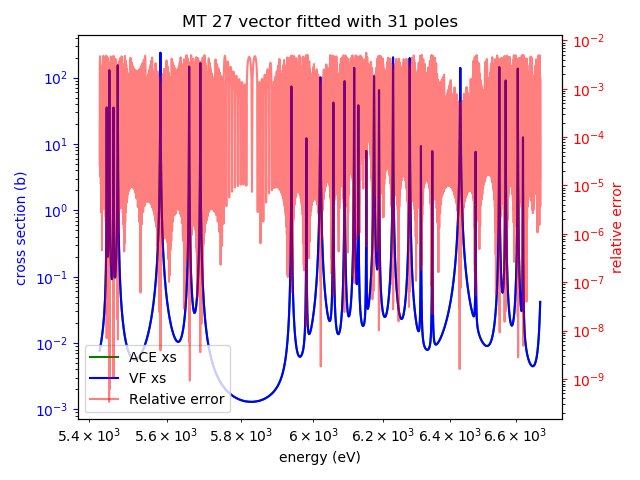 MT 27 vector fitted with 31 poles
10² 10¹ 10⁰ 10⁻¹ 10⁻² 10⁻³
cross section (b)
10⁻² 10⁻³ 10⁻⁴ 10⁻⁵ 10⁻⁶ 10⁻⁷ 10⁻⁸ 10⁻⁹
relative error
ACE xs
VF xs
Relative error
5.4 × 10³ 5.6 × 10³ 5.8 × 10³ 6 × 10³ 6.2 × 10³ 6.4 × 10³ 6.6 × 10³
energy (eV)